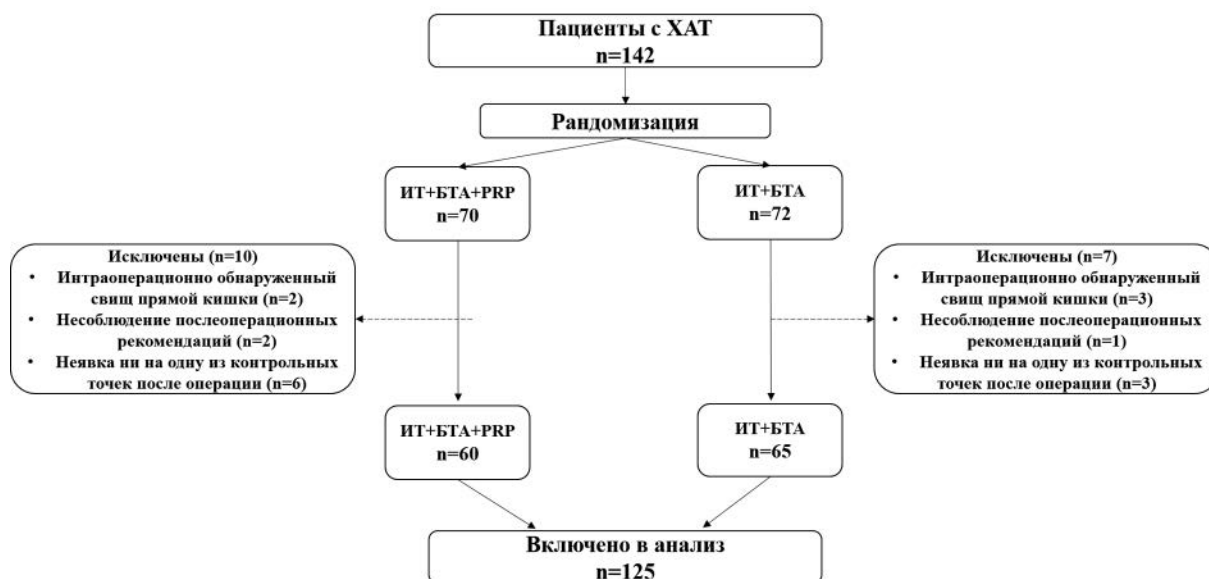 Пациенты с ХАТ
n=142
Рандомизация
ИТ+БТА+PRP
n=70
ИТ+БТА
n=72
Исключены (n=10)
• Интраоперационно обнаруженный
свищ прямой кишки (n=2)
• Несоблюдение послеоперационных
рекомендаций (n=2)
• Неявка ни на одну из контрольных
точек после операции (n=6)
Исключены (n=7)
• Интраоперационно обнаруженный
свищ прямой кишки (n=3)
• Несоблюдение послеоперационных
рекомендаций (n=1)
• Неявка ни на одну из контрольных
точек после операции (n=3)
ИТ+БТА+PRP
n=60
ИТ+БТА
n=65
Включено в анализ
n=125